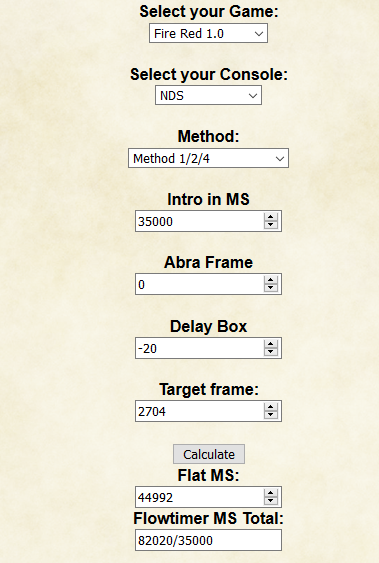 Select your Game:
Fire Red 1.0
Select your Console:
NDS
Method:
Method 1/2/4
Intro in MS
35000
Abra Frame
0
Delay Box
-20
Target frame:
2704
Calculate
Flat MS:
44992
Flowtimer MS Total:
82020/35000